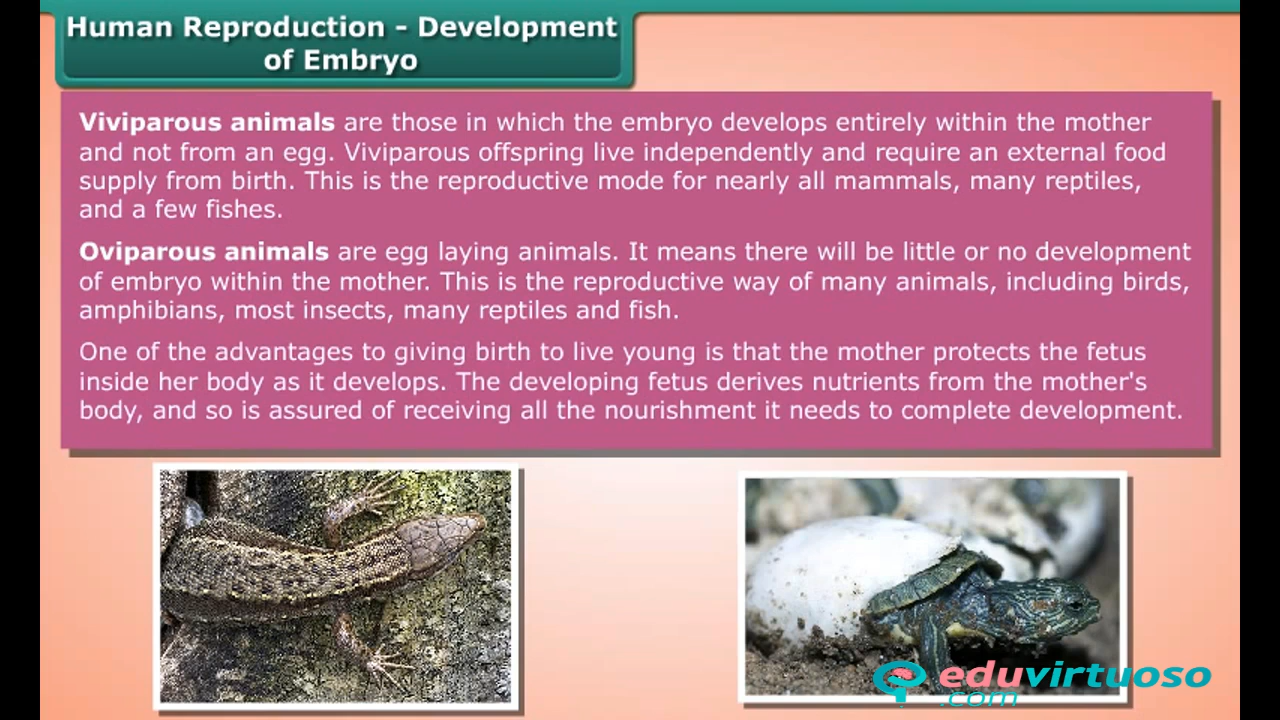 Human Reproduction - Development
of Embryo
Viviparous animals are those in which the embryo develops entirely within the mother
and not from an egg. Viviparous offspring live independently and require an external food
supply from birth. This is the reproductive mode for nearly all mammals, many reptiles,
and a few fishes.
Oviparous animals are egg laying animals. It means there will be little or no development
of embryo within the mother. This is the reproductive way of many animals, including birds,
amphibians, most insects, many reptiles and fish.
One of the advantages to giving birth to live young is that the mother protects the fetus
inside her body as it develops. The developing fetus derives nutrients from the mother's
body, and so is assured of receiving all the nourishment it needs to complete development.
eduvirtuoso
.com